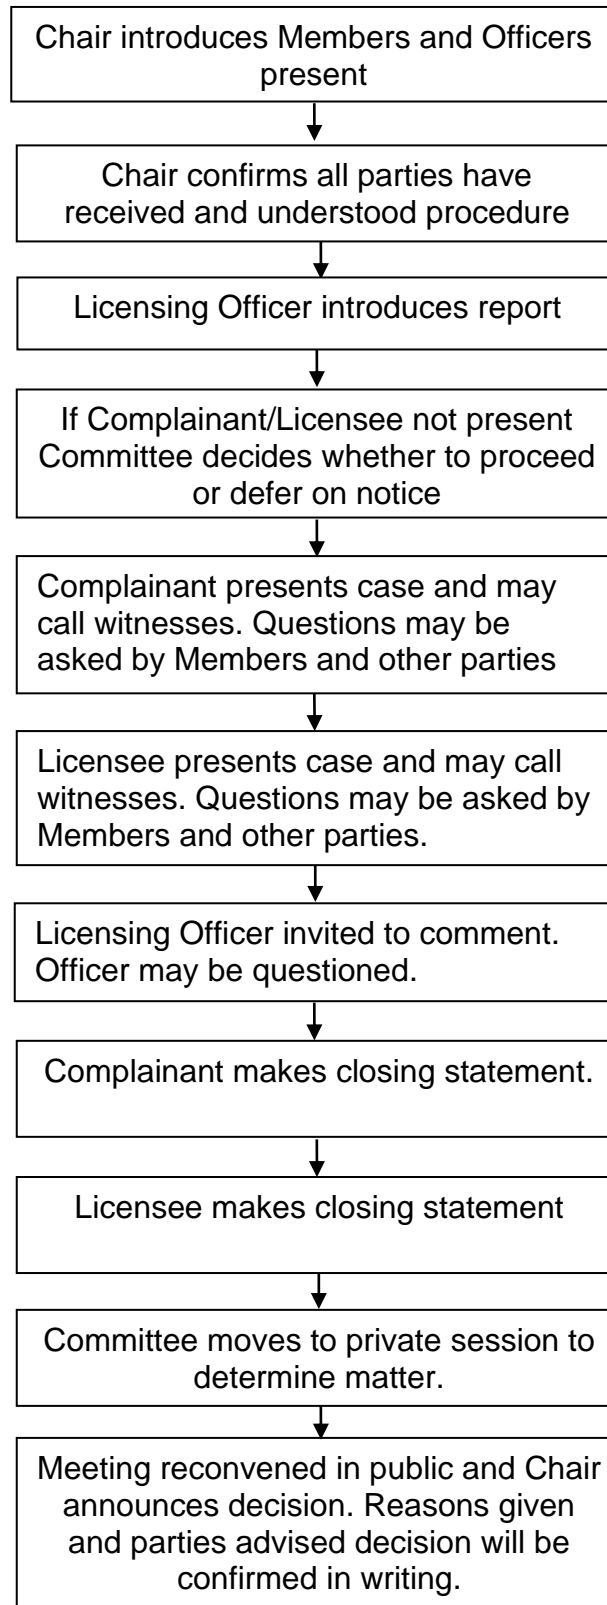 Chair introduces Members and Officers
present
Chair confirms all parties have
received and understood procedure
Licensing Officer introduces report
If Complainant/Licensee not present
Committee decides whether to proceed
or defer on notice
Complainant presents case and may
call witnesses. Questions may be
asked by Members and other parties
Licensee presents case and may call
witnesses. Questions may be asked by
Members and other parties.
Licensing Officer invited to comment.
Officer may be questioned.
Complainant makes closing statement.
Licensee makes closing statement
Committee moves to private session to
determine matter.
Meeting reconvened in public and Chair
announces decision. Reasons given
and parties advised decision will be
confirmed in writing.